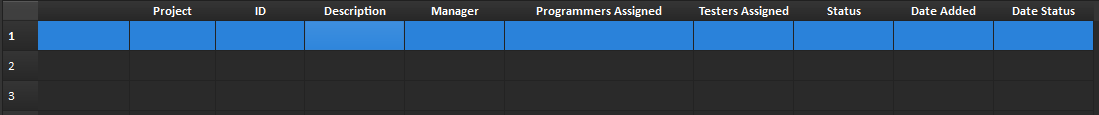 Project ID Description Manager Programmers Assigned Testers Assigned Status Date Added Date Status
1
2
3